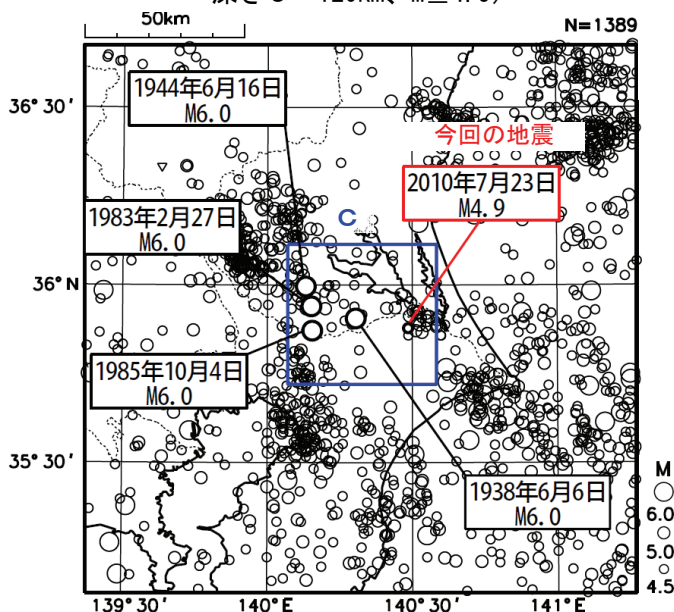 50km
N=1389
36°30′
1944年6月16日
M6.0
今回の地震
2010年7月23日
M4.9
C
1983年2月27日
M6.0
36°N
1985年10月4日
M6.0
35°30′
1938年6月6日
M6.0
M
6.0
5.0
4.5
139°30′
140°E
140°30′
141°E